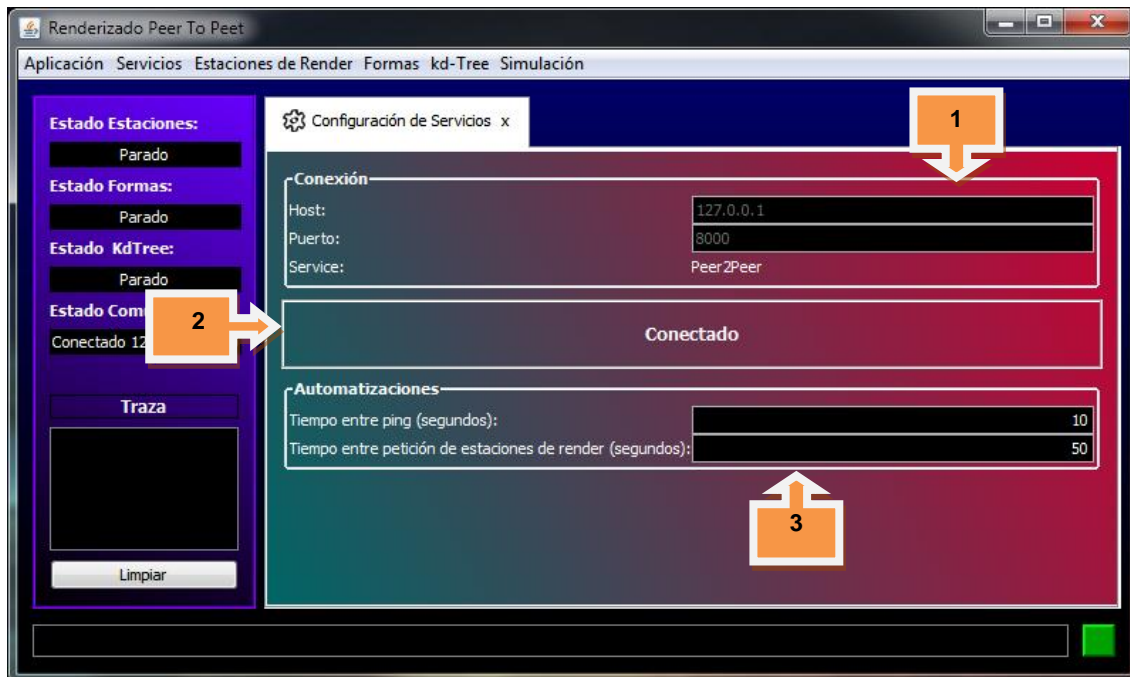 Renderizado Peer To Peet
Aplicación Servicios Estaciones de Render Formas kd-Tree Simulación
Estado Estaciones:
Parado
Estado Formas:
Parado
Estado KdTree:
Parado
Estado
Conectado
Traza
Limpiar
Configuración de Servicios x
1
Conexión
Host: 127.0.0.1
Puerto: 8000
Service: Peer2Peer
2
Conectado
Automatizaciones
Tiempo entre ping (segundos): 10
Tiempo entre petición de estaciones de render (segundos): 50
3